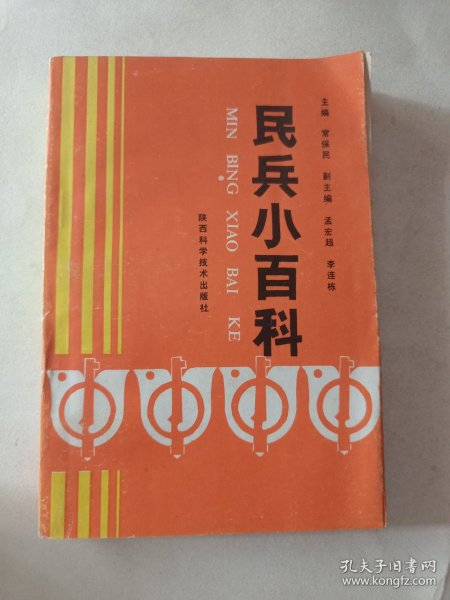 主编 常保民 副主编 孟宏超 李连栋
民兵小百科
MIN BING XIAO BAI KE
陕西科学技术出版社
孔夫子旧书网
www.kongfz.com